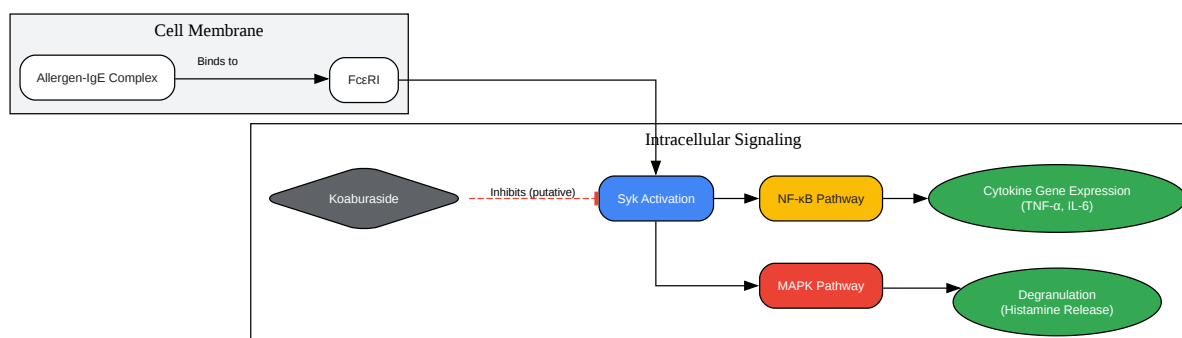 Cell Membrane
Allergen-IgE Complex
Binds to
FcεRI
Intracellular Signaling
Koaburaside
Inhibits (putative)
Syk Activation
NF-κB Pathway
Cytokine Gene Expression
(TNF-α, IL-6)
MAPK Pathway
Degranulation
(Histamine Release)